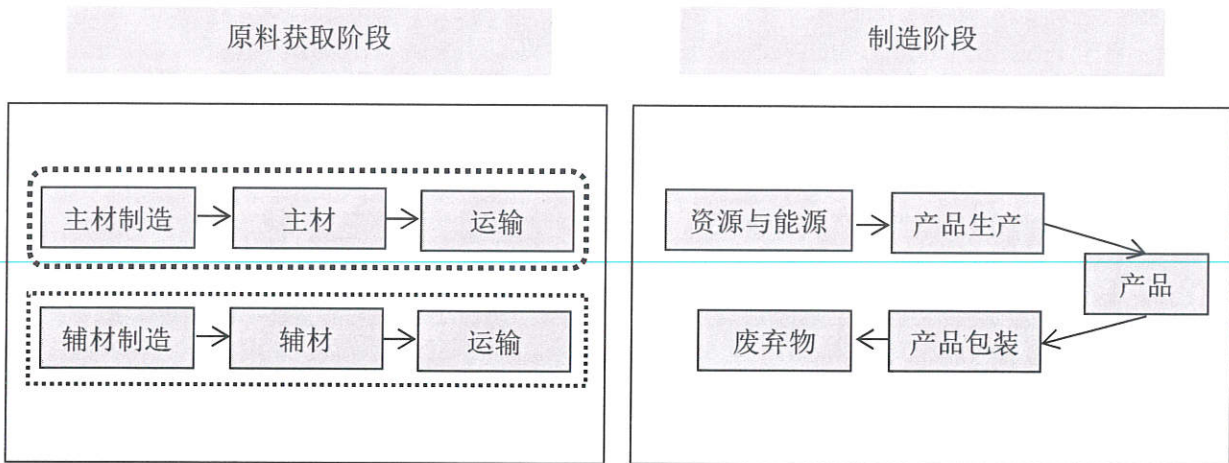 原料获取阶段
制造阶段
主材制造
主材
运输
辅材制造
辅材
运输
资源与能源
产品生产
产品
产品包装
废弃物